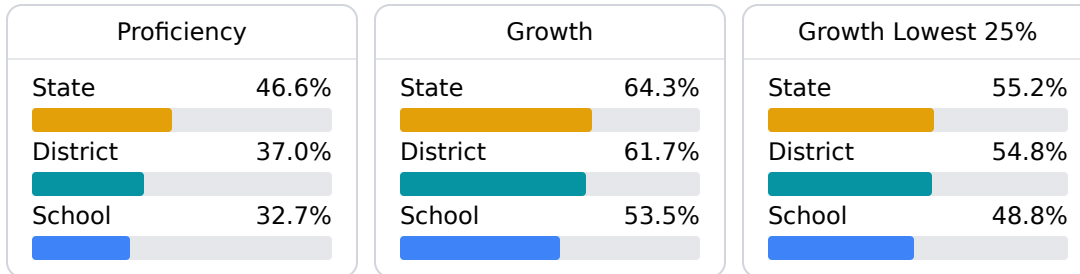 Proficiency
State 46.6%
District 37.0%
School 32.7%
Growth
State 64.3%
District 61.7%
School 53.5%
Growth Lowest 25%
State 55.2%
District 54.8%
School 48.8%